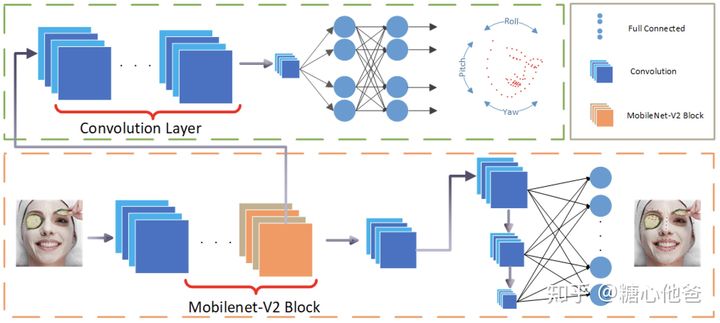 Roll
Pitch
Yaw
Convolution Layer
Full Connected
Convolution
MobileNet-V2 Block
Mobilenet-V2 Block
知乎 @糖心他爸